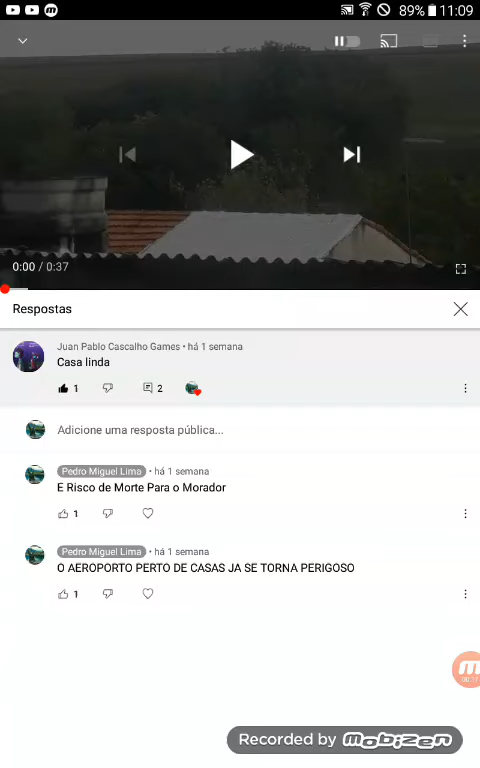 89% 11:09
0:00 / 0:37
Respostas
Juan Pablo Cascalho Games • há 1 semana
Casa linda
1 2
Adicione uma resposta pública...
Pedro Miguel Lima • há 1 semana
E Risco de Morte Para o Morador
1
Pedro Miguel Lima • há 1 semana
O AEROPORTO PERTO DE CASAS JA SE TORNA PERIGOSO
1
Recorded by Mobizen